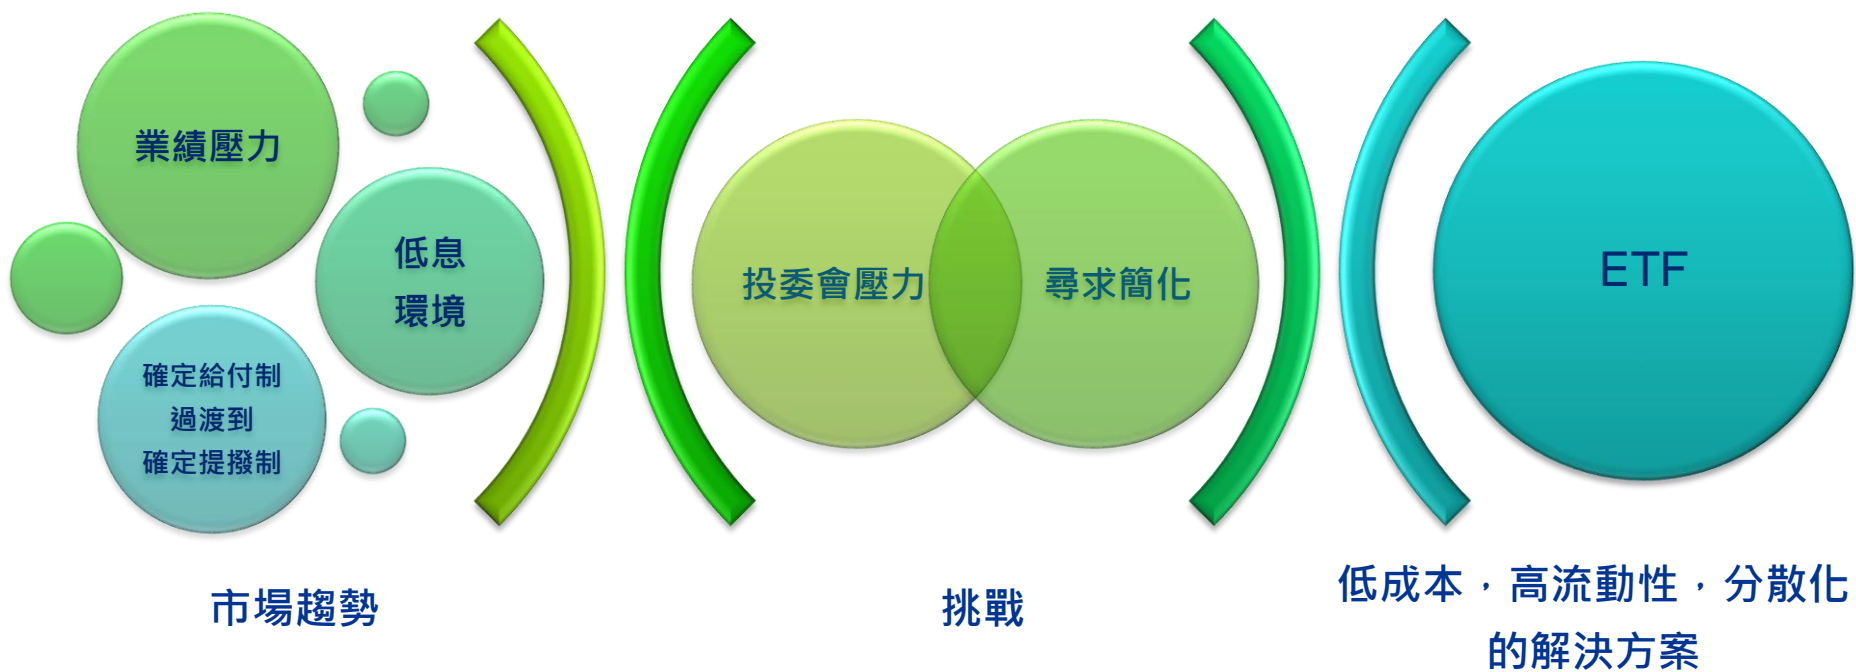 業績壓力
低息
環境
確定給付制
過渡到
確定提撥制
市場趨勢
投委會壓力
尋求簡化
挑戰
ETF
低成本，高流動性，分散化
的解決方案